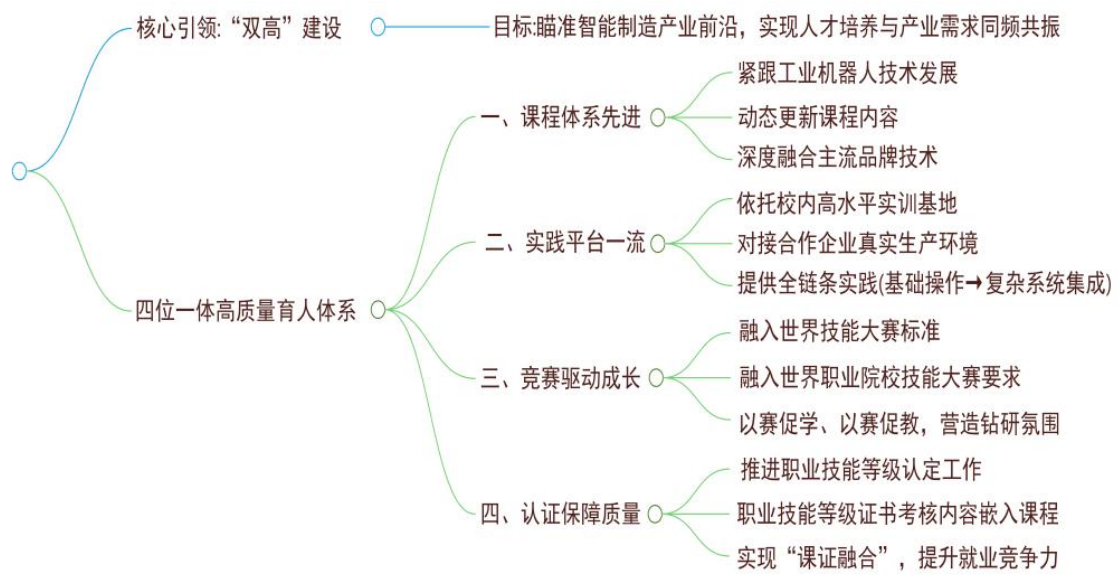 核心引领:“双高”建设
目标:瞄准智能制造产业前沿，实现人才培养与产业需求同频共振
四位一体高质量育人体系
一、课程体系先进
紧跟工业机器人技术发展
动态更新课程内容
深度融合主流品牌技术
二、实践平台一流
依托校内高水平实训基地
对接合作企业真实生产环境
提供全链条实践(基础操作→复杂系统集成)
三、竞赛驱动成长
融入世界技能大赛标准
融入世界职业院校技能大赛要求
以赛促学、以赛促教，营造钻研氛围
四、认证保障质量
推进职业技能等级认定工作
职业技能等级证书考核内容嵌入课程
实现“课证融合”，提升就业竞争力